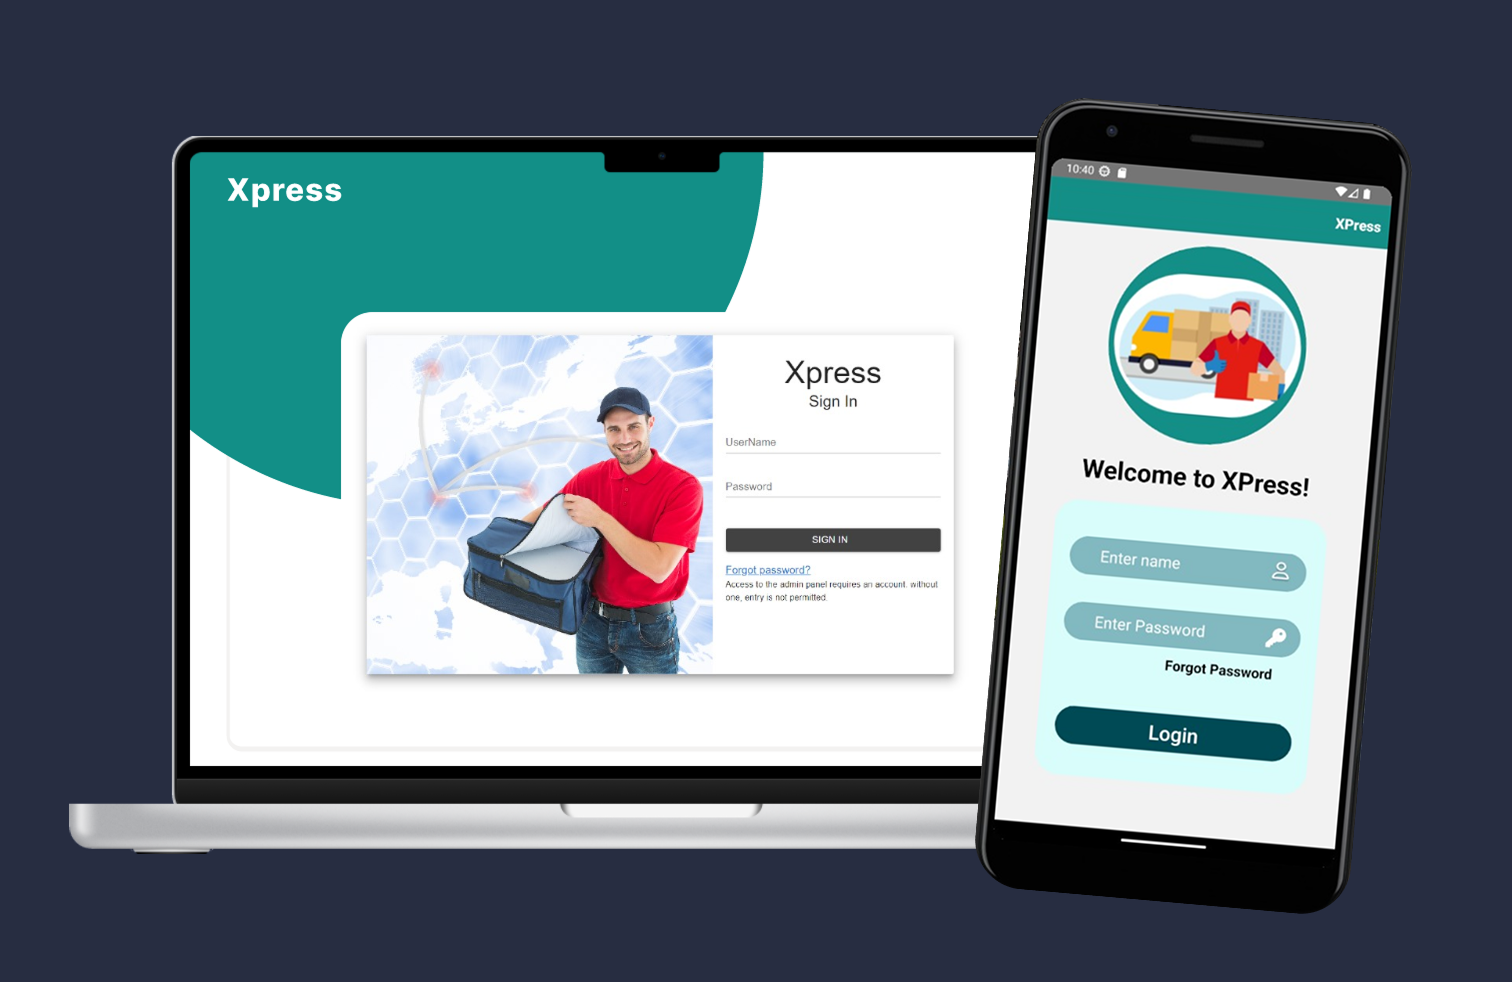 Xpress
Xpress
Sign In
UserName
Password
SIGN IN
Forgot password?
Access to the admin panel requires an account. without
one, entry is not permitted.
10:40
XPress
Welcome to XPress!
Enter name
Enter Password
Forgot Password
Login